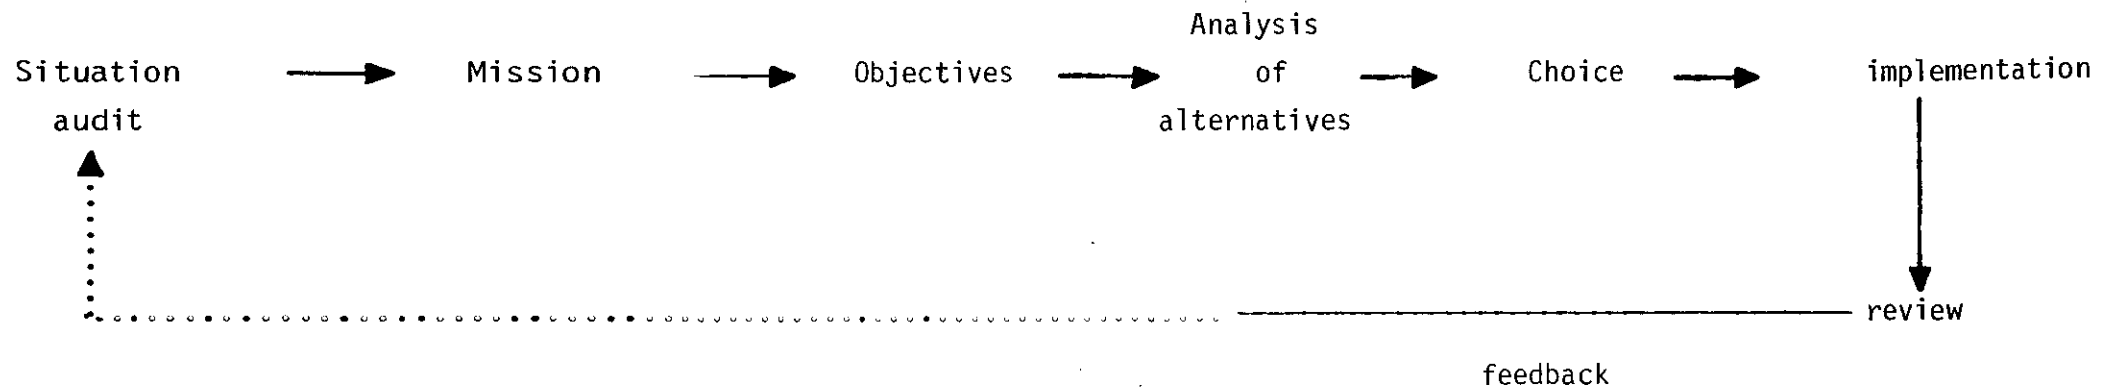 Situation
audit
Mission
Objectives
Analysis
of
alternatives
Choice
implementation
review
feedback